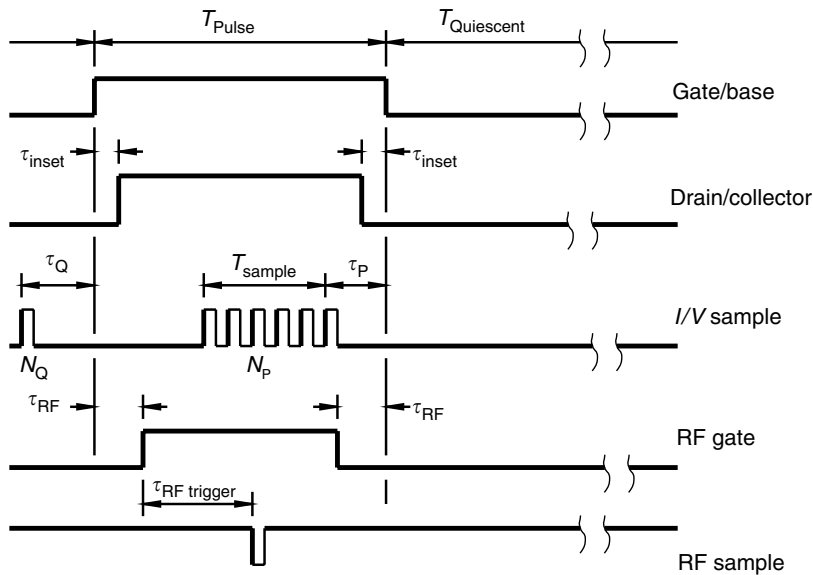 T_Pulse T_Quiescent
Gate/base
τ_inset τ_inset
Drain/collector
τ_Q T_sample τ_P
I/V sample
N_Q N_P
τ_RF τ_RF
RF gate
τ_RF trigger
RF sample